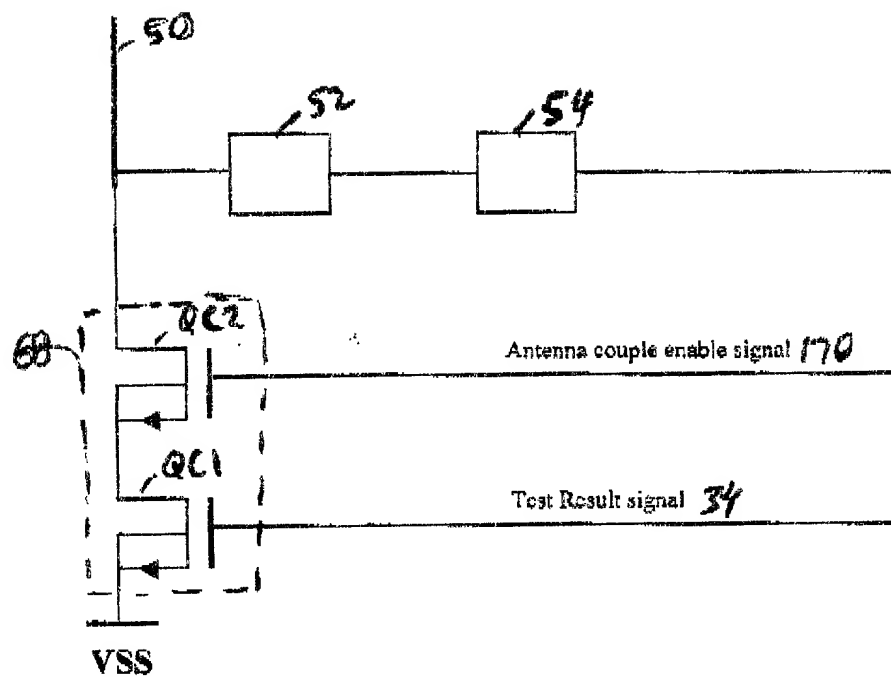 50
52
54
QC2
68
Antenna couple enable signal 170
QC1
Test Result signal 34
VSS